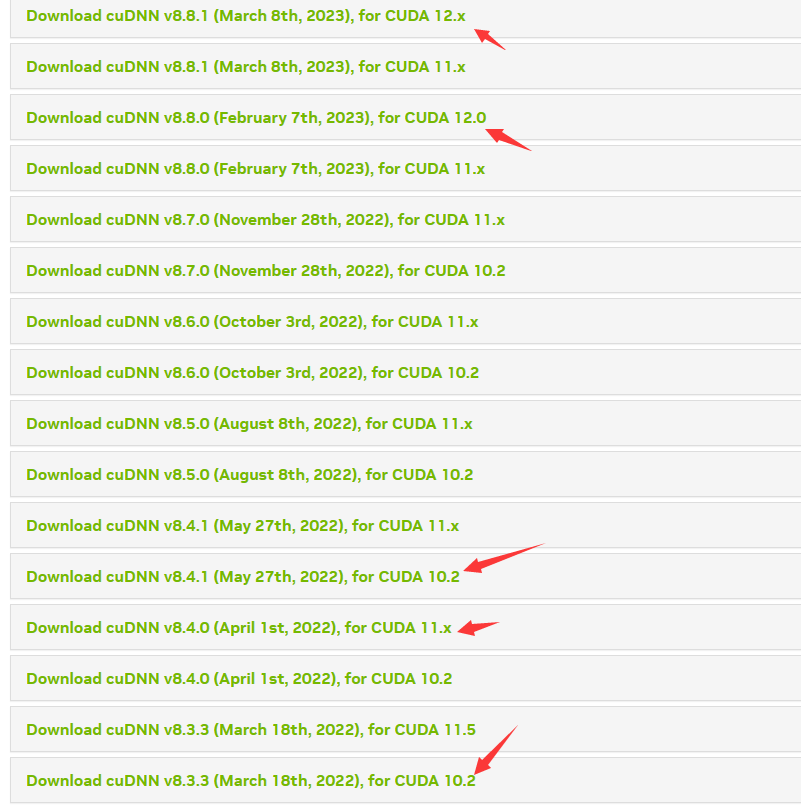 Download cuDNN v8.8.1 (March 8th, 2023), for CUDA 12.x
Download cuDNN v8.8.1 (March 8th, 2023), for CUDA 11.x
Download cuDNN v8.8.0 (February 7th, 2023), for CUDA 12.0
Download cuDNN v8.8.0 (February 7th, 2023), for CUDA 11.x
Download cuDNN v8.7.0 (November 28th, 2022), for CUDA 11.x
Download cuDNN v8.7.0 (November 28th, 2022), for CUDA 10.2
Download cuDNN v8.6.0 (October 3rd, 2022), for CUDA 11.x
Download cuDNN v8.6.0 (October 3rd, 2022), for CUDA 10.2
Download cuDNN v8.5.0 (August 8th, 2022), for CUDA 11.x
Download cuDNN v8.5.0 (August 8th, 2022), for CUDA 10.2
Download cuDNN v8.4.1 (May 27th, 2022), for CUDA 11.x
Download cuDNN v8.4.1 (May 27th, 2022), for CUDA 10.2
Download cuDNN v8.4.0 (April 1st, 2022), for CUDA 11.x
Download cuDNN v8.4.0 (April 1st, 2022), for CUDA 10.2
Download cuDNN v8.3.3 (March 18th, 2022), for CUDA 11.5
Download cuDNN v8.3.3 (March 18th, 2022), for CUDA 10.2